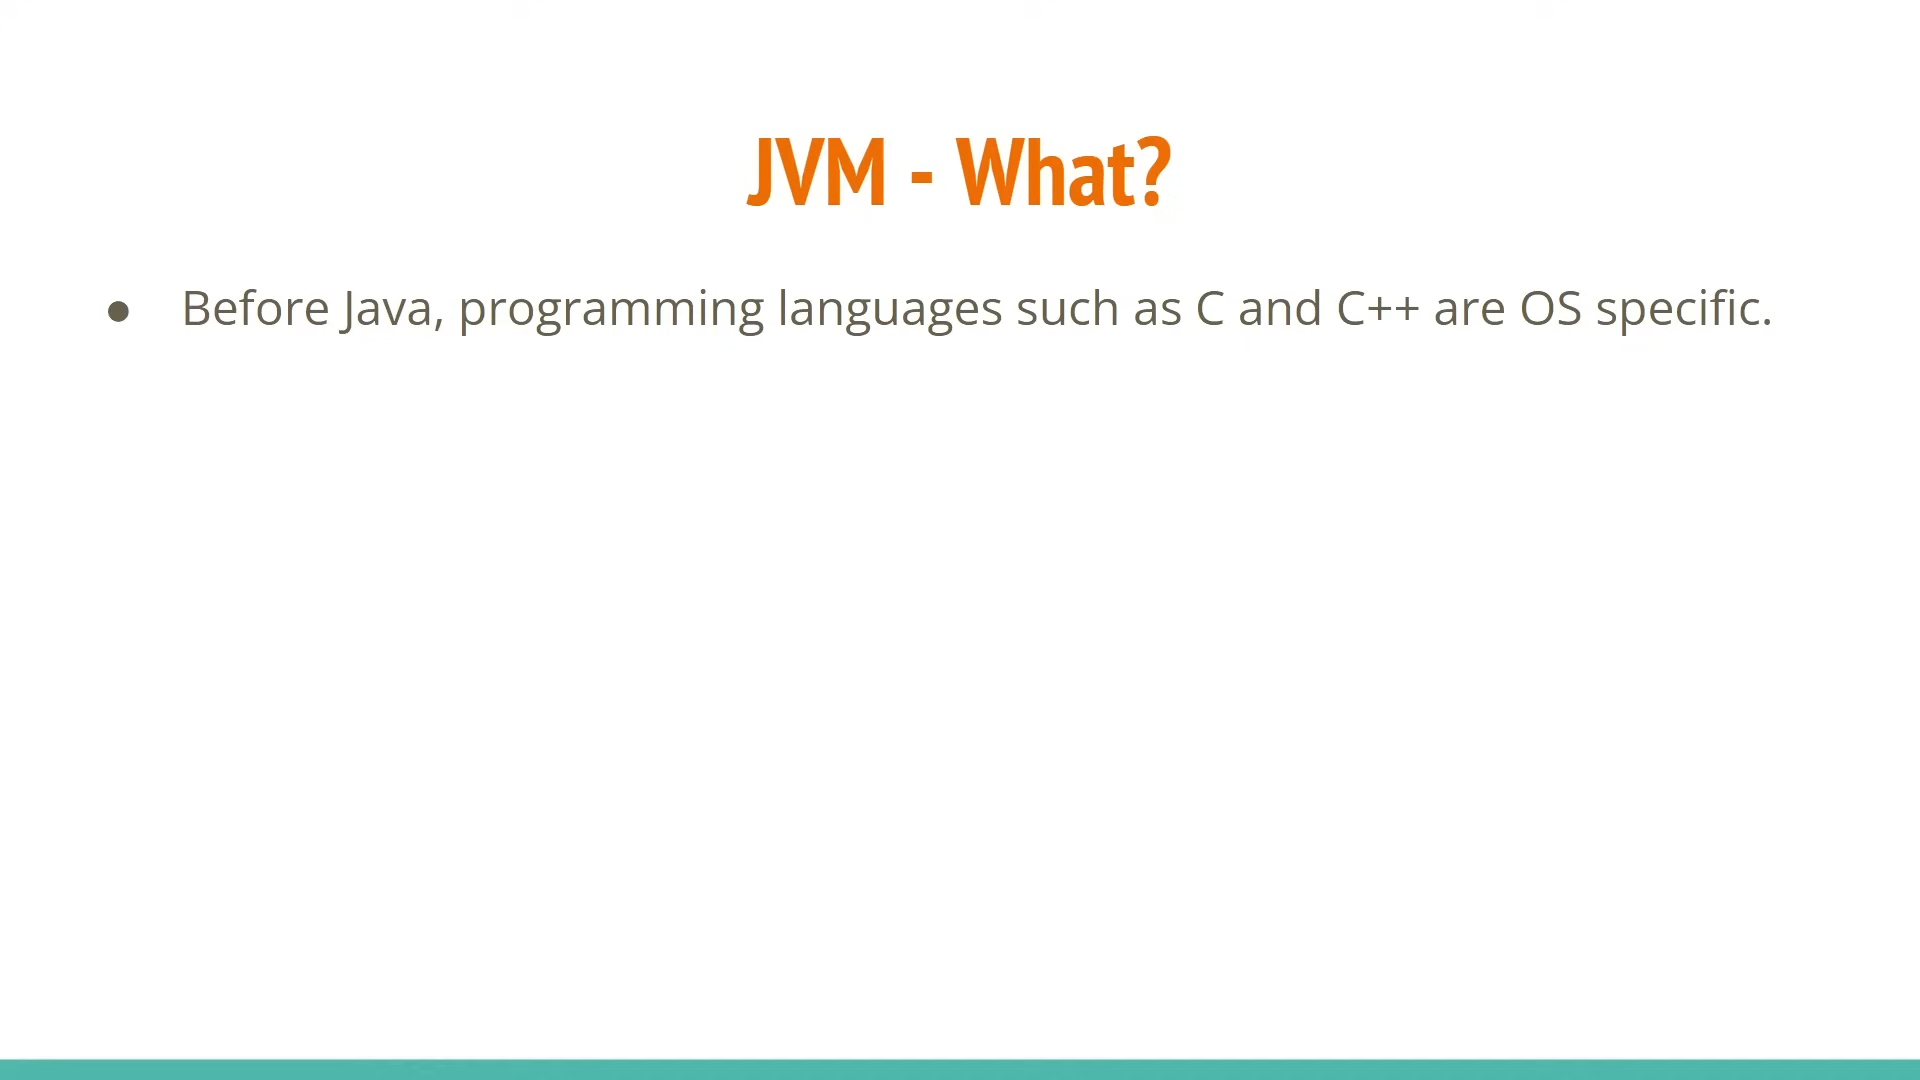 JVM - What?
● Before Java, programming languages such as C and C++ are OS specific.